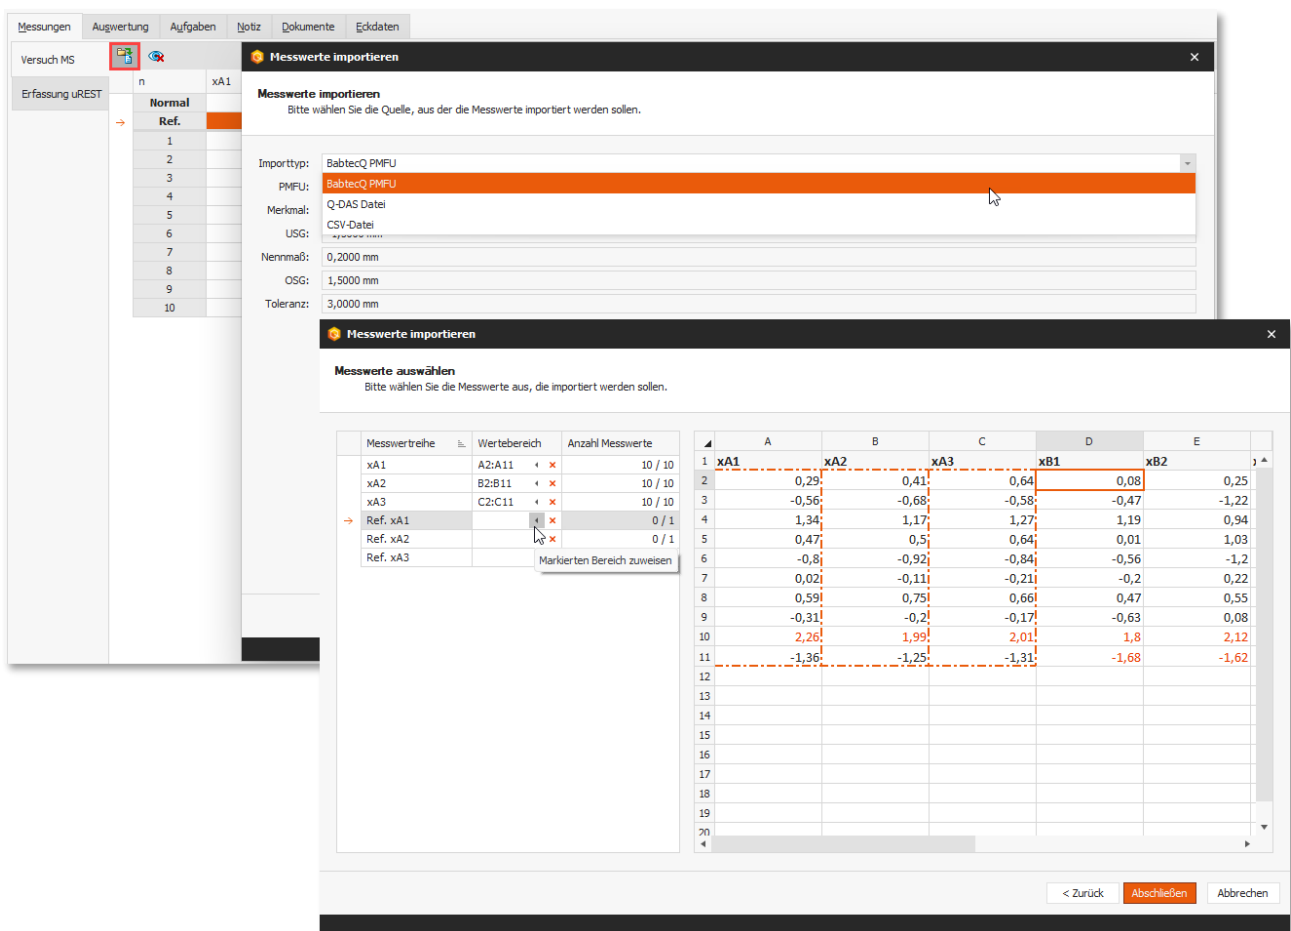 Messungen Auswertung Aufgaben Notiz Dokumente Eckdaten
Versuch MS
Erfassung uREST
n xA1
Normal
Ref.
1
2
3
4
5
6
7
8
9
10
Messwerte importieren
Messwerte importieren
Bitte wählen Sie die Quelle, aus der die Messwerte importiert werden sollen.
Importtyp: BabtecQ PMFU
PMFU: BabtecQ PMFU
Merkmal: Q-DAS Datei
CSV-Datei
USG:
Nennmaß: 0,2000 mm
OSG: 1,5000 mm
Toleranz: 3,0000 mm
Messwerte importieren
Messwerte auswählen
Bitte wählen Sie die Messwerte aus, die importiert werden sollen.
Messwertreihe Wertebereich Anzahl Messwerte
xA1 A2:A11 10 / 10
xA2 B2:B11 10 / 10
xA3 C2:C11 10 / 10
Ref. xA1 0 / 1
Ref. xA2 0 / 1
Ref. xA3
Markierten Bereich zuweisen
A B C D E
1 xA1 xA2 xA3 xB1 xB2
2 0,29 0,41 0,64 0,08 0,25
3 -0,56 -0,68 -0,58 -0,47 -1,22
4 1,34 1,17 1,27 1,19 0,94
5 0,47 0,5 0,64 0,01 1,03
6 -0,8 -0,92 -0,84 -0,56 -1,2
7 0,02 -0,11 -0,21 -0,2 0,22
8 0,59 0,75 0,66 0,47 0,55
9 -0,31 -0,2 -0,17 -0,63 0,08
10 2,26 1,99 2,01 1,8 2,12
11 -1,36 -1,25 -1,31 -1,68 -1,62
12
13
14
15
16
17
18
19
20
< Zurück Abschließen Abbrechen